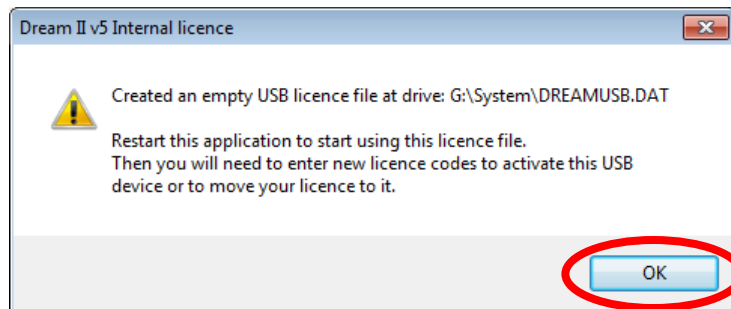 Dream II v5 Internal licence
Created an empty USB licence file at drive: G:\System\DREAMUSB.DAT
Restart this application to start using this licence file.
Then you will need to enter new licence codes to activate this USB
device or to move your licence to it.
OK